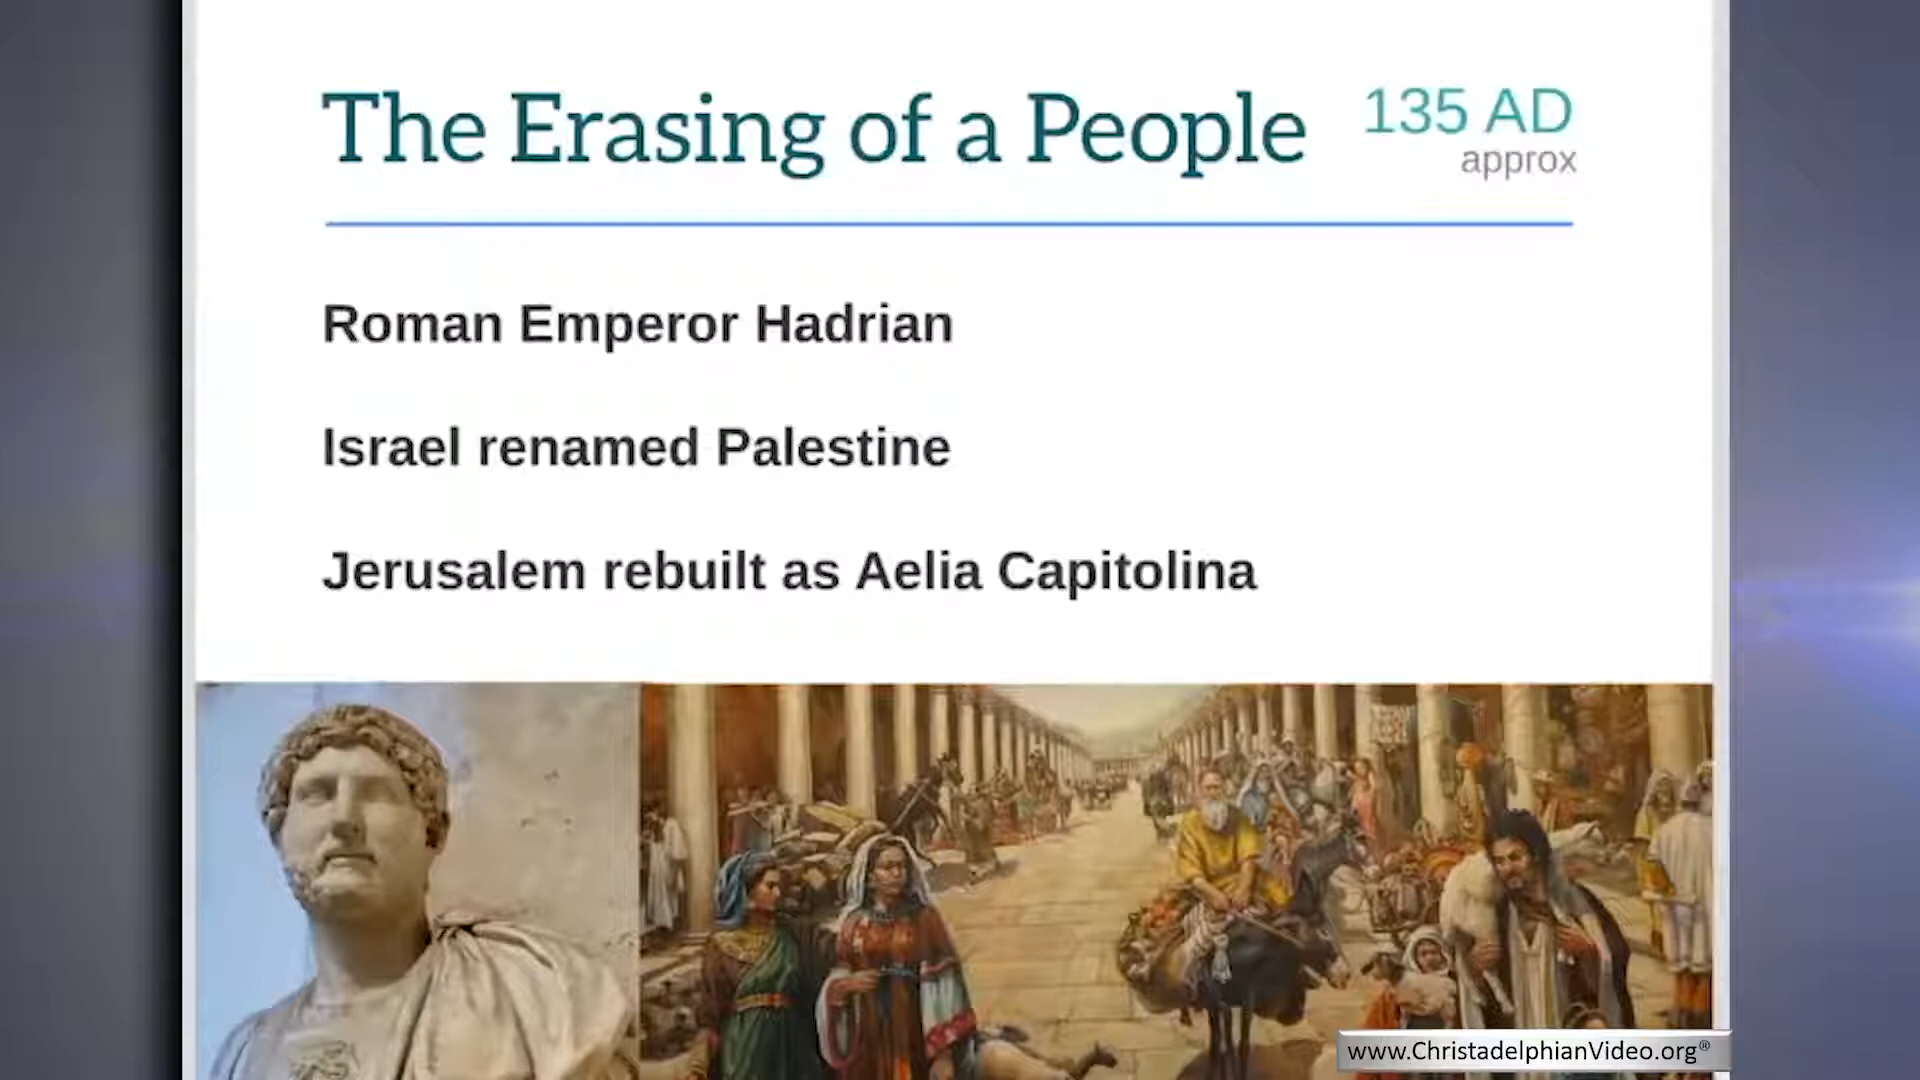 The Erasing of a People
135 AD
approx
Roman Emperor Hadrian
Israel renamed Palestine
Jerusalem rebuilt as Aelia Capitolina
www.ChristadelphianVideo.org®